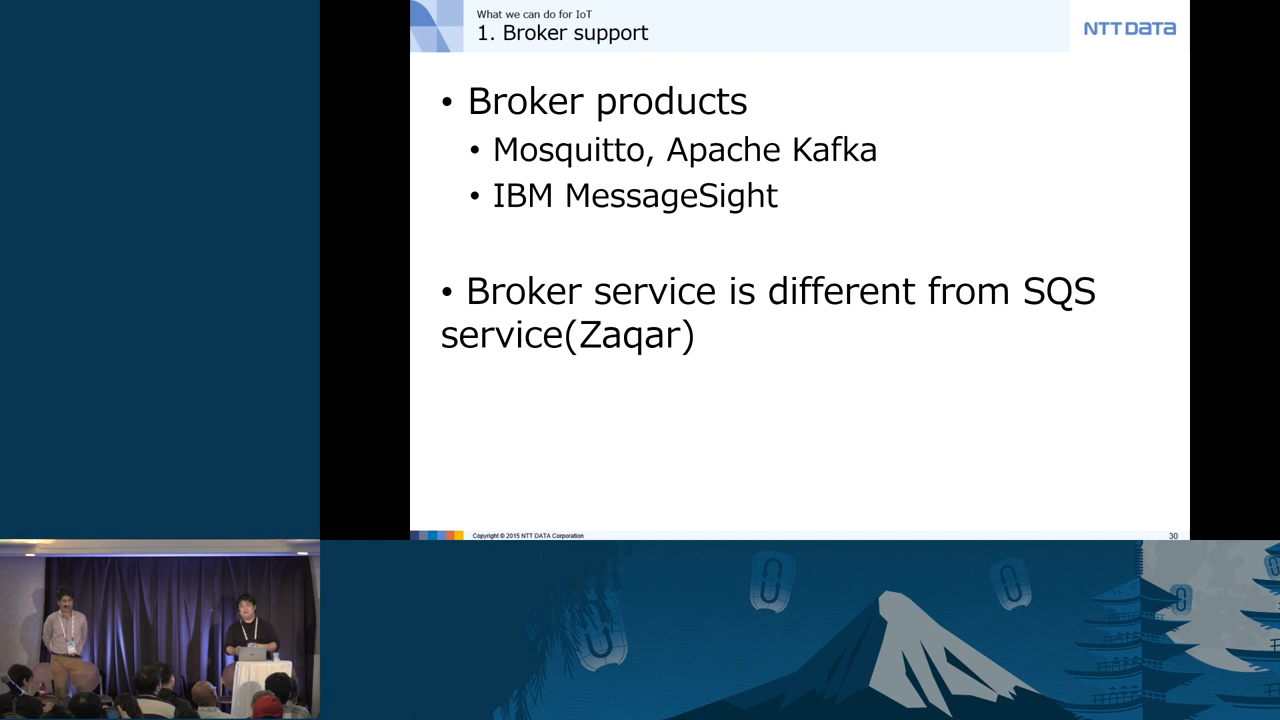 What we can do for IoT
1. Broker support
NTT DATA
• Broker products
• Mosquitto, Apache Kafka
• IBM MessageSight
• Broker service is different from SQS
service(Zaqar)
Copyright © 2015 NTT DATA Corporation
30